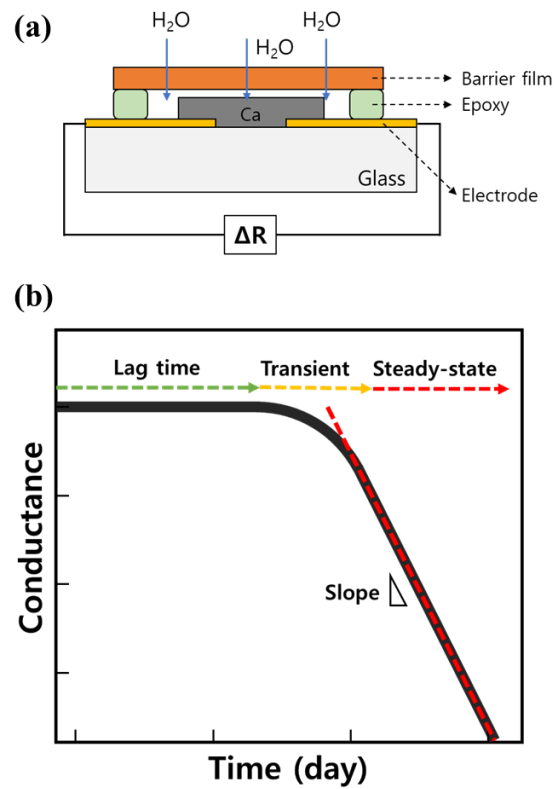 (a)
H2O
H2O
H2O
Barrier film
Epoxy
Ca
Glass
Electrode
ΔR
(b)
Lag time
Transient
Steady-state
Conductance
Slope
Time (day)